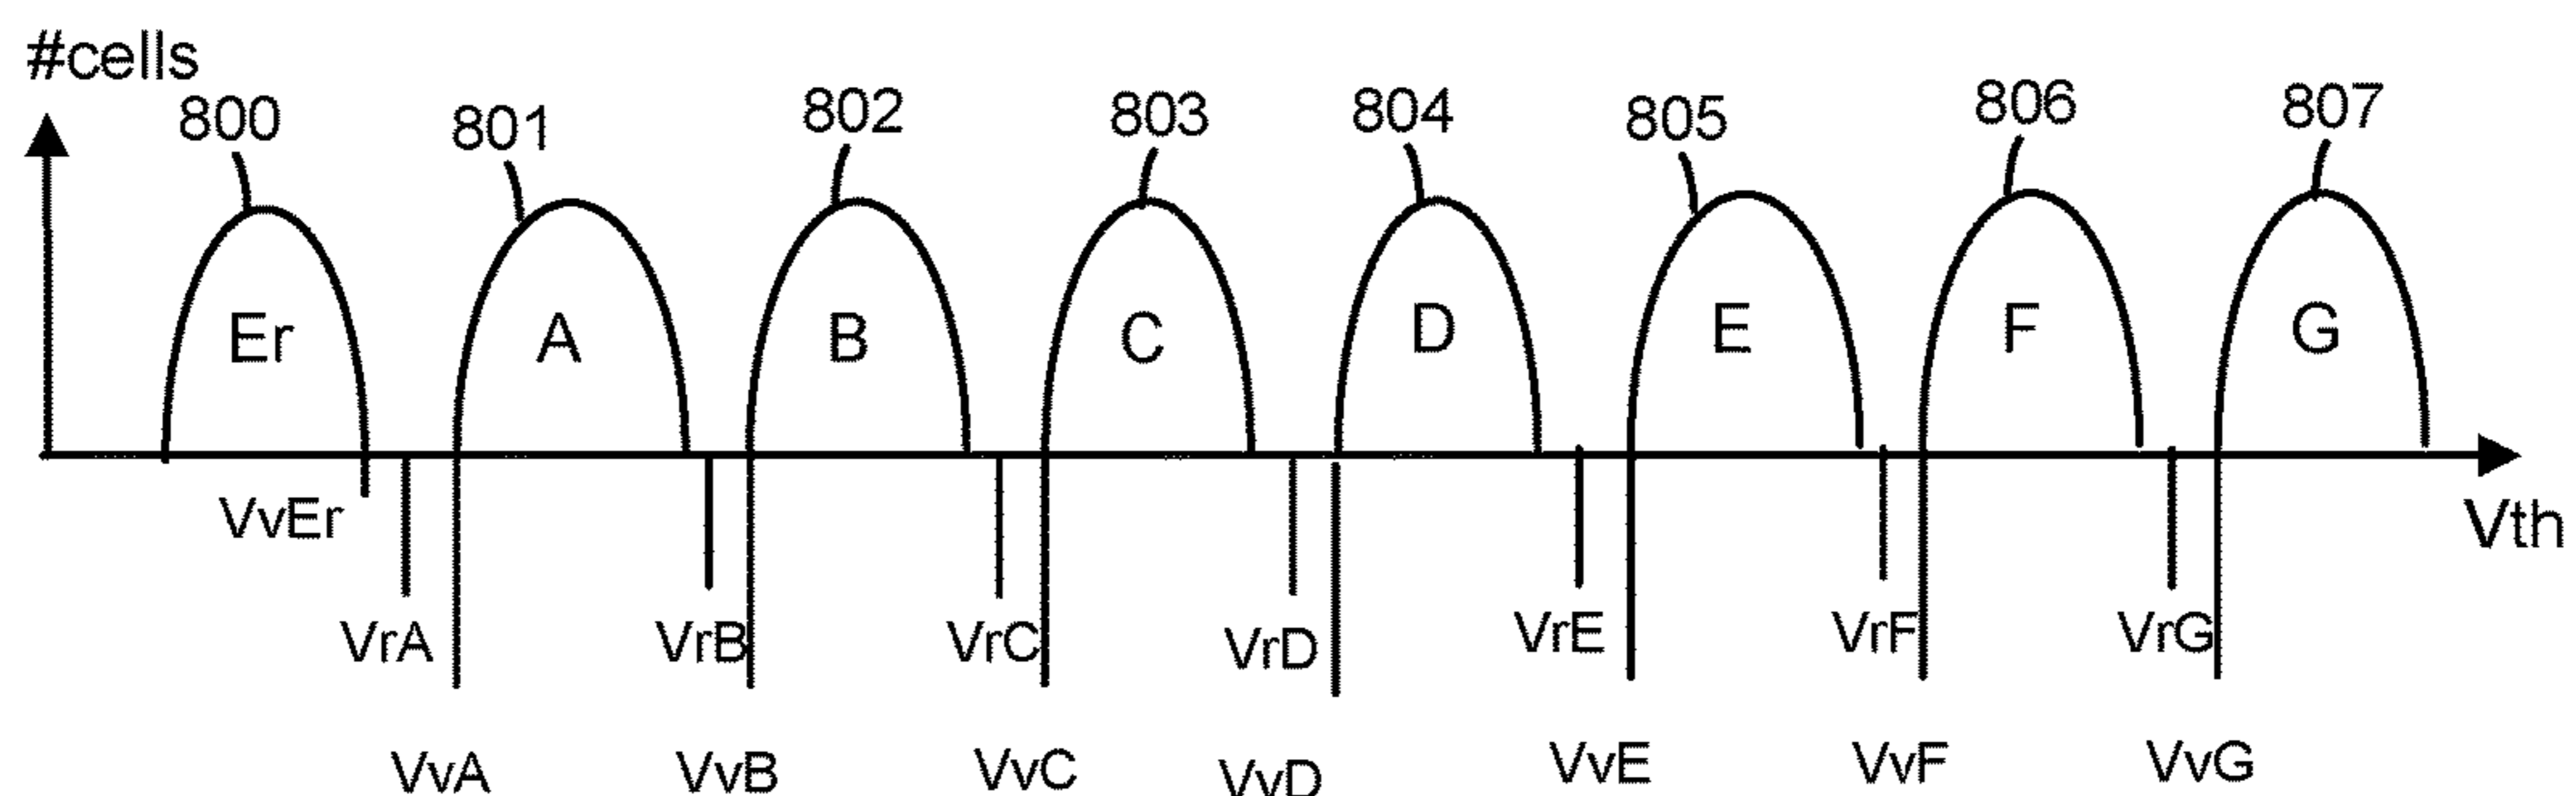 #cells
800 801 802 803 804 805 806 807
Er A B C D E F G
VvEr Vth
VrA VrB VrC VrD VrE VrF VrG
VvA VvB VvC VvD VvE VvF VvG